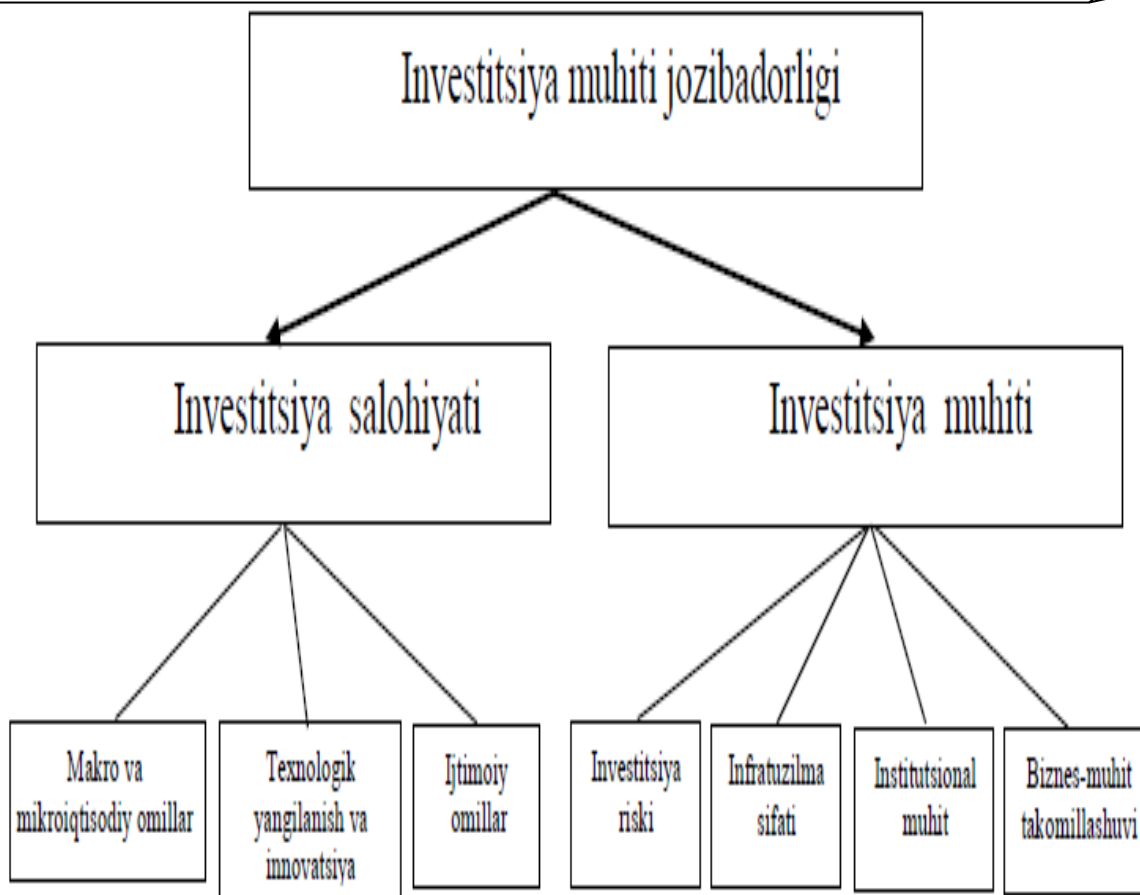 Investitsiya muhiti jozibadorligi
Investitsiya salohiyati
Investitsiya muhiti
Makro va
mikroiqtisodiy omillar
Texnologik
yangilanish va
innovatsiya
Ijtimoiy
omillar
Investitsiya
riski
Infratuzilma
sifati
Institutsional
muhit
Biznes-muhit
takomillashuvi